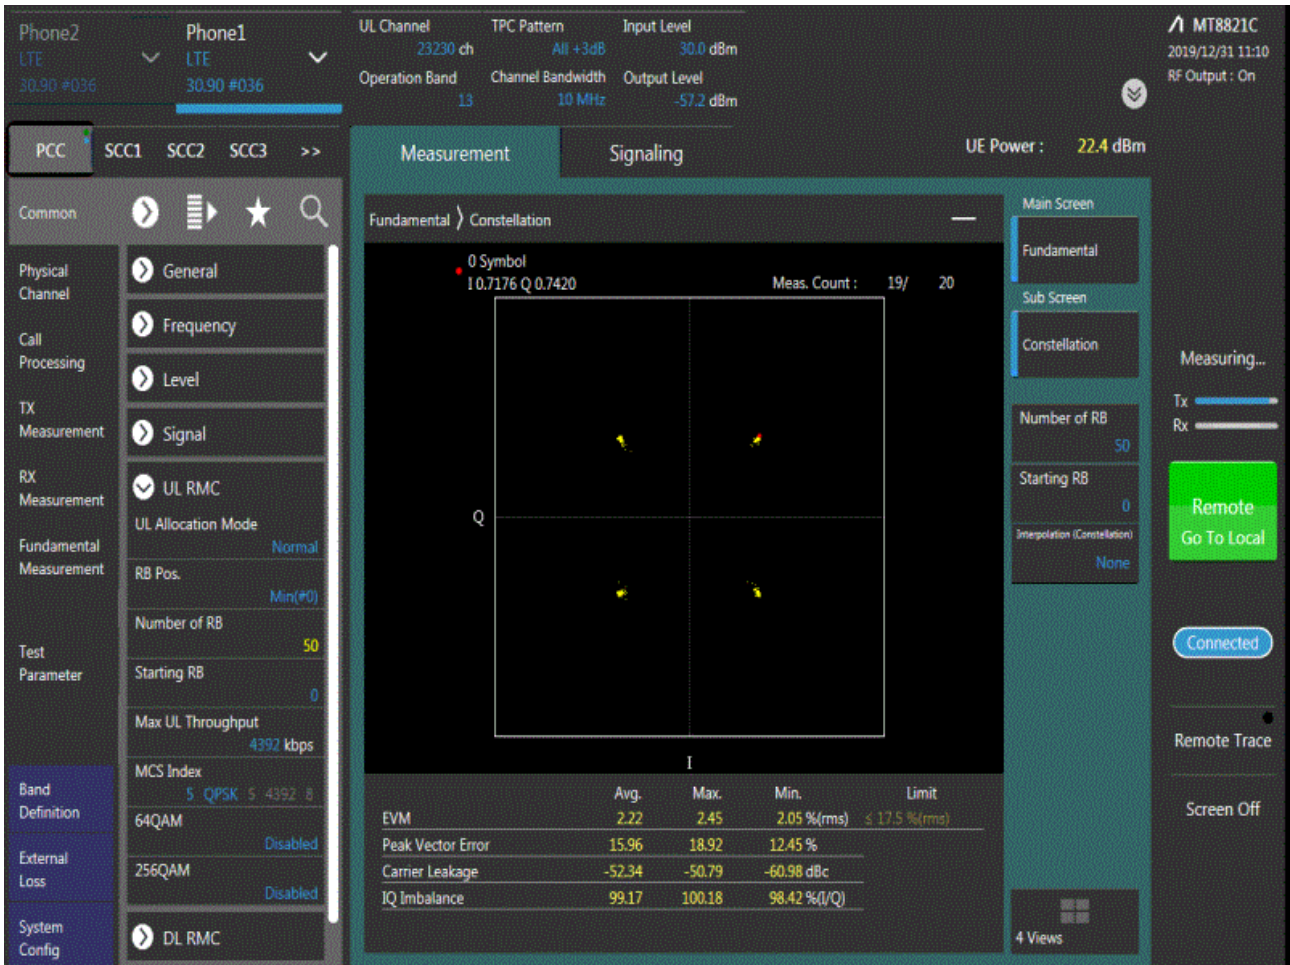 Phone2
LTE
30.90 #036
Phone1
LTE
30.90 #036
UL Channel
23230 ch
TPC Pattern
All +3dB
Input Level
30.0 dBm
Operation Band
13
Channel Bandwidth
10 MHz
Output Level
-57.2 dBm
MT8821C
2019/12/31 11:10
RF Output : On
PCC
SCC1
SCC2
SCC3
>>
Measurement
Signaling
UE Power : 22.4 dBm
Common
Physical
Channel
Call
Processing
TX
Measurement
RX
Measurement
Fundamental
Measurement
Test
Parameter
Band
Definition
External
Loss
System
Config
General
Frequency
Level
Signal
UL RMC
UL Allocation Mode
Normal
RB Pos.
Min(#0)
Number of RB
50
Starting RB
0
Max UL Throughput
4392 kbps
MCS Index
5 QPSK 5 4392 8
64QAM
Disabled
256QAM
Disabled
DL RMC
Fundamental 〉 Constellation
0 Symbol
I 0.7176 Q 0.7420
Meas. Count : 19/ 20
Q
I
Avg. Max. Min. Limit
EVM 2.22 2.45 2.05 %(rms) ≤ 17.5 %(rms)
Peak Vector Error 15.96 18.92 12.45 %
Carrier Leakage -52.34 -50.79 -60.98 dBc
IQ Imbalance 99.17 100.18 98.42 %(I/Q)
Main Screen
Fundamental
Sub Screen
Constellation
Number of RB
50
Starting RB
0
Interpolation (Constellation)
None
4 Views
Measuring...
Tx
Rx
Remote
Go To Local
Connected
Remote Trace
Screen Off